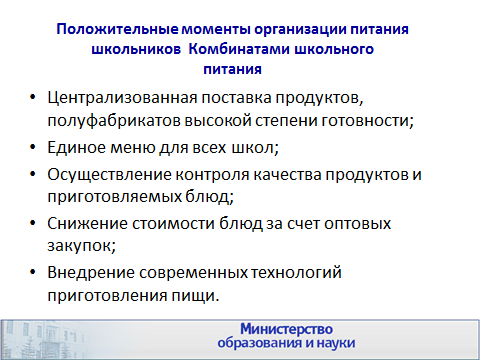 Положительные моменты организации питания
школьников Комбинатами школьного
питания
• Централизованная поставка продуктов,
полуфабрикатов высокой степени готовности;
• Единое меню для всех школ;
• Осуществление контроля качества продуктов и
приготовляемых блюд;
• Снижение стоимости блюд за счет оптовых
закупок;
• Внедрение современных технологий
приготовления пищи.
Министерство
образования и науки